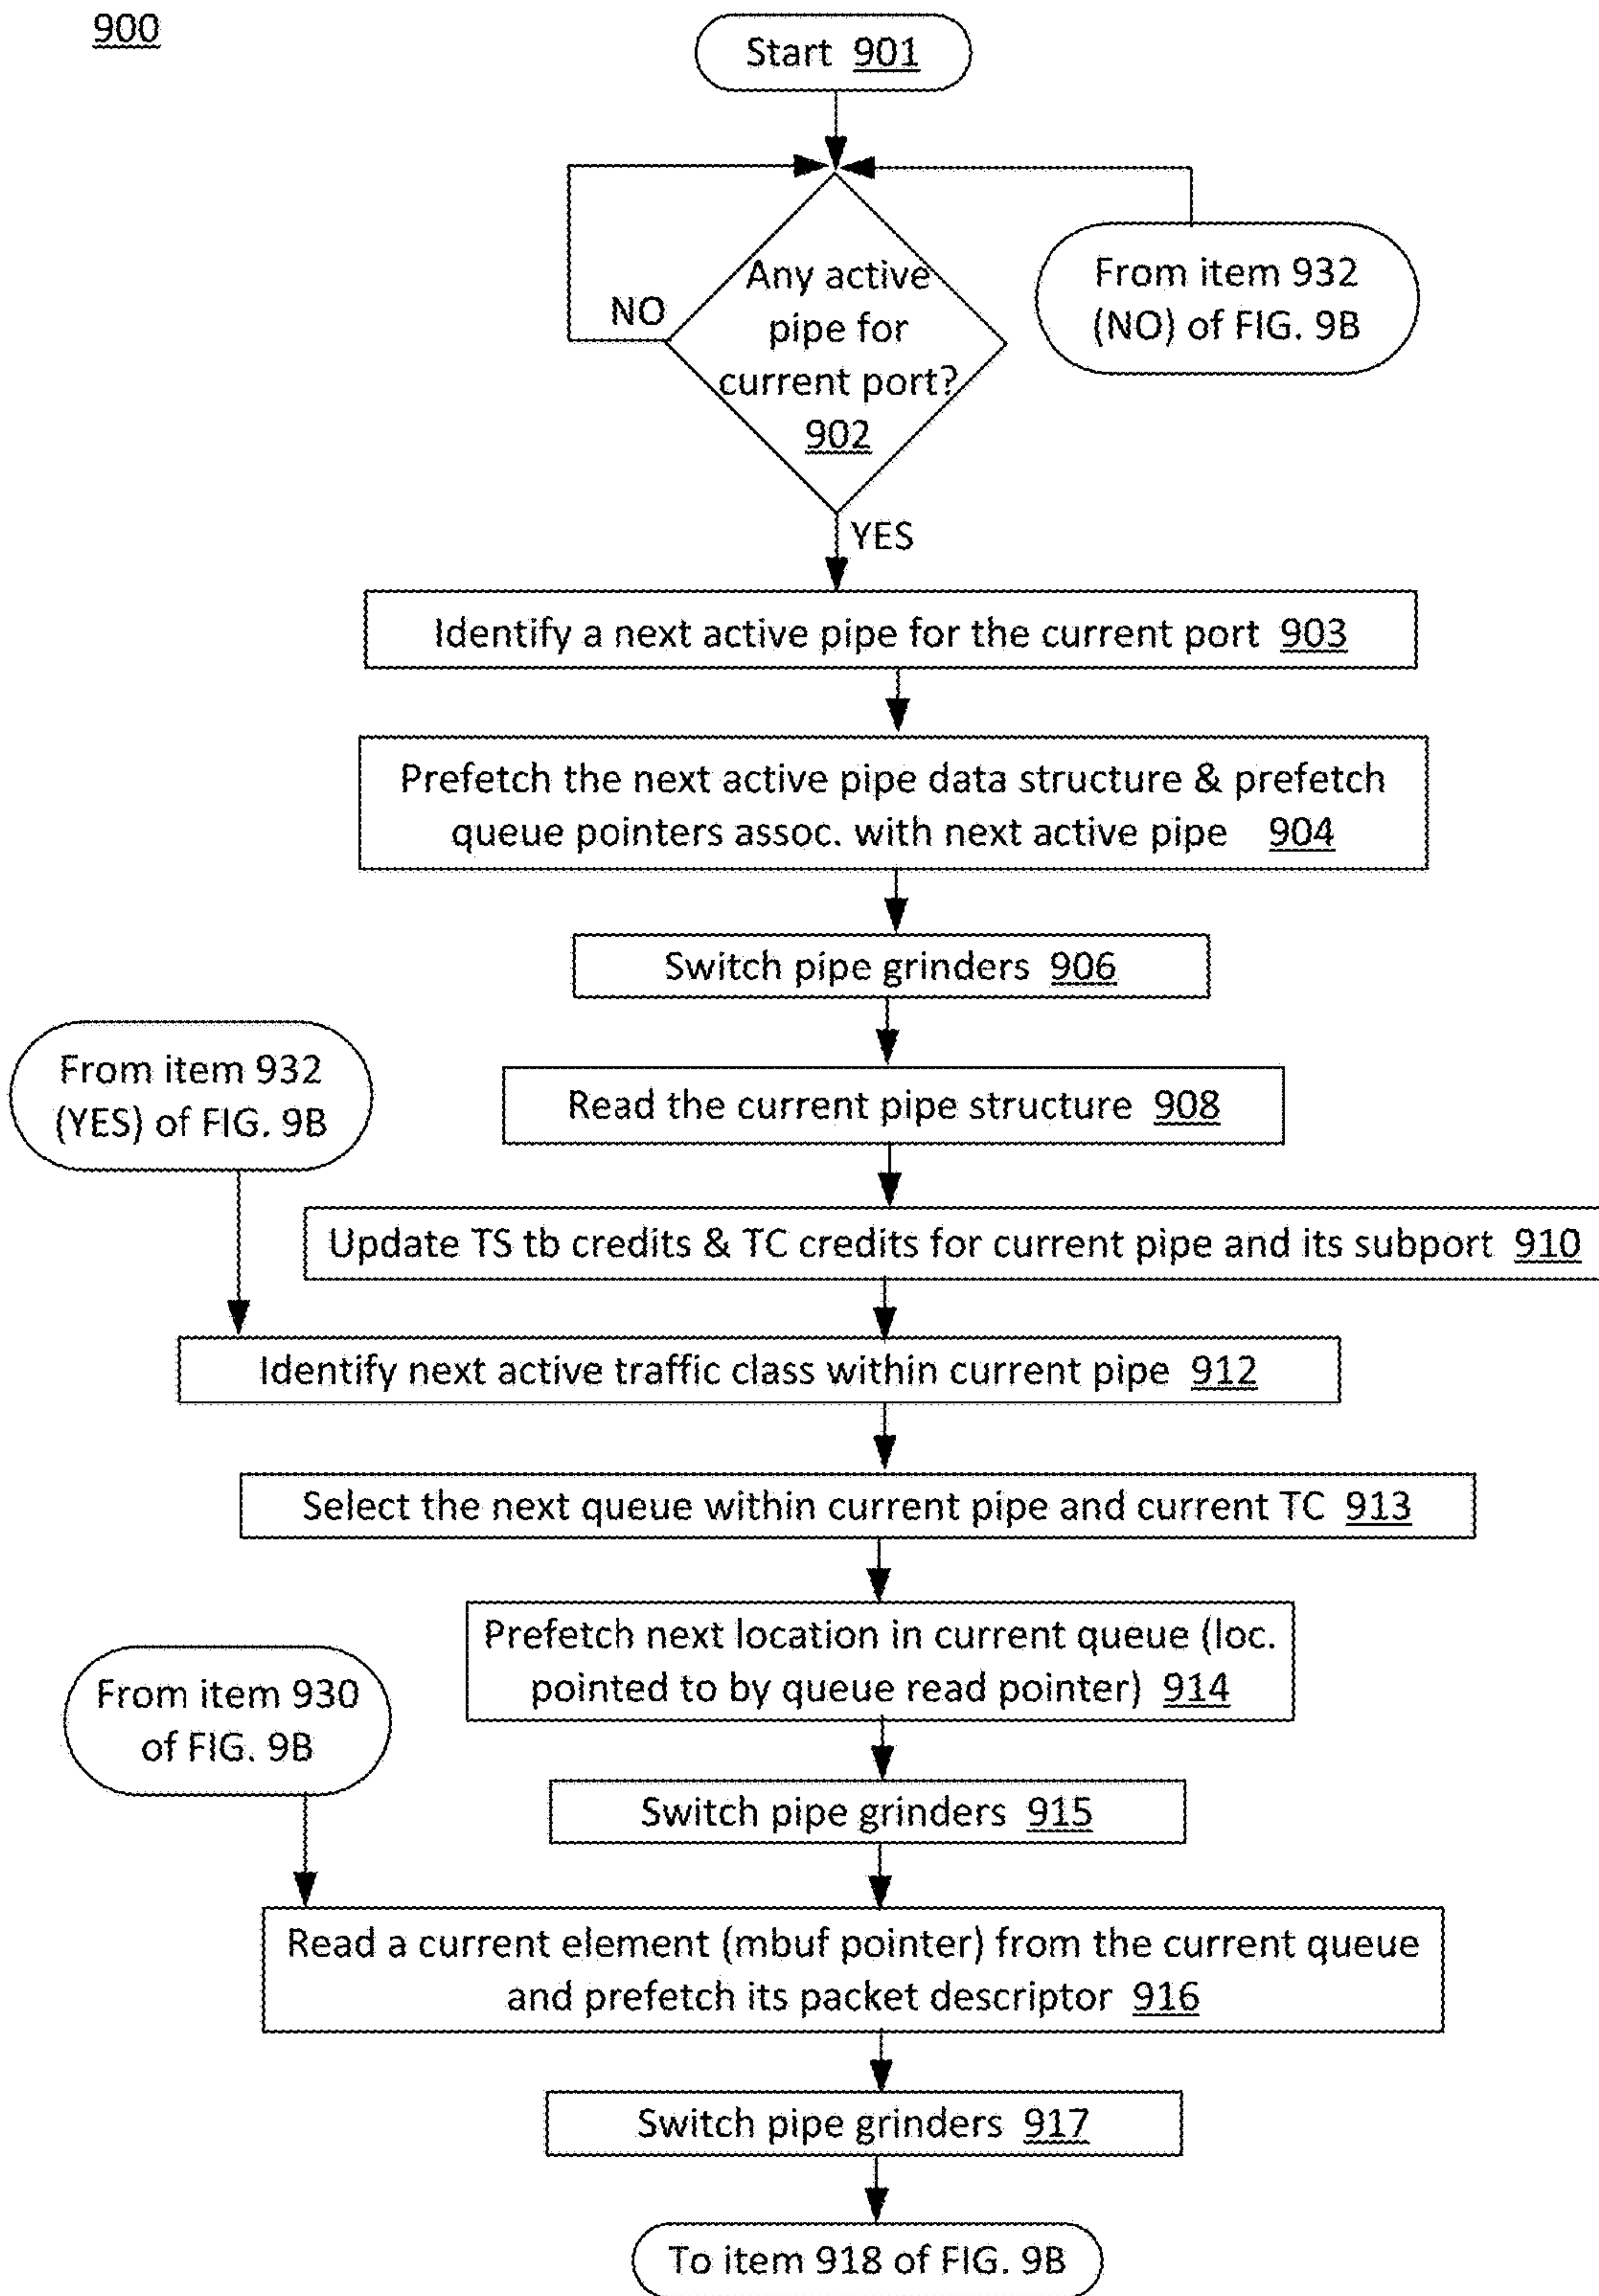 900
Start 901
Any active
pipe for
current port?
902
NO
From item 932
(NO) of FIG. 9B
YES
Identify a next active pipe for the current port 903
Prefetch the next active pipe data structure & prefetch
queue pointers assoc. with next active pipe 904
Switch pipe grinders 906
From item 932
(YES) of FIG. 9B
Read the current pipe structure 908
Update TS tb credits & TC credits for current pipe and its subport 910
Identify next active traffic class within current pipe 912
Select the next queue within current pipe and current TC 913
Prefetch next location in current queue (loc.
pointed to by queue read pointer) 914
From item 930
of FIG. 9B
Switch pipe grinders 915
Read a current element (mbuf pointer) from the current queue
and prefetch its packet descriptor 916
Switch pipe grinders 917
To item 918 of FIG. 9B